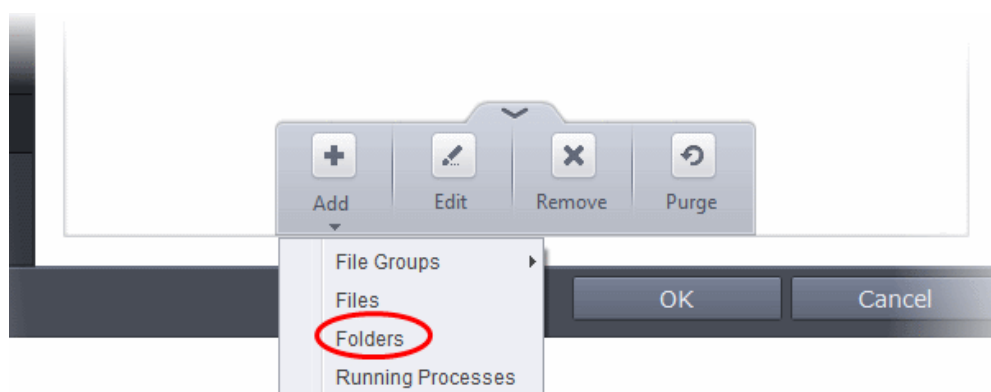 Add Edit Remove Purge
File Groups
Files
OK Cancel
Folders
Running Processes